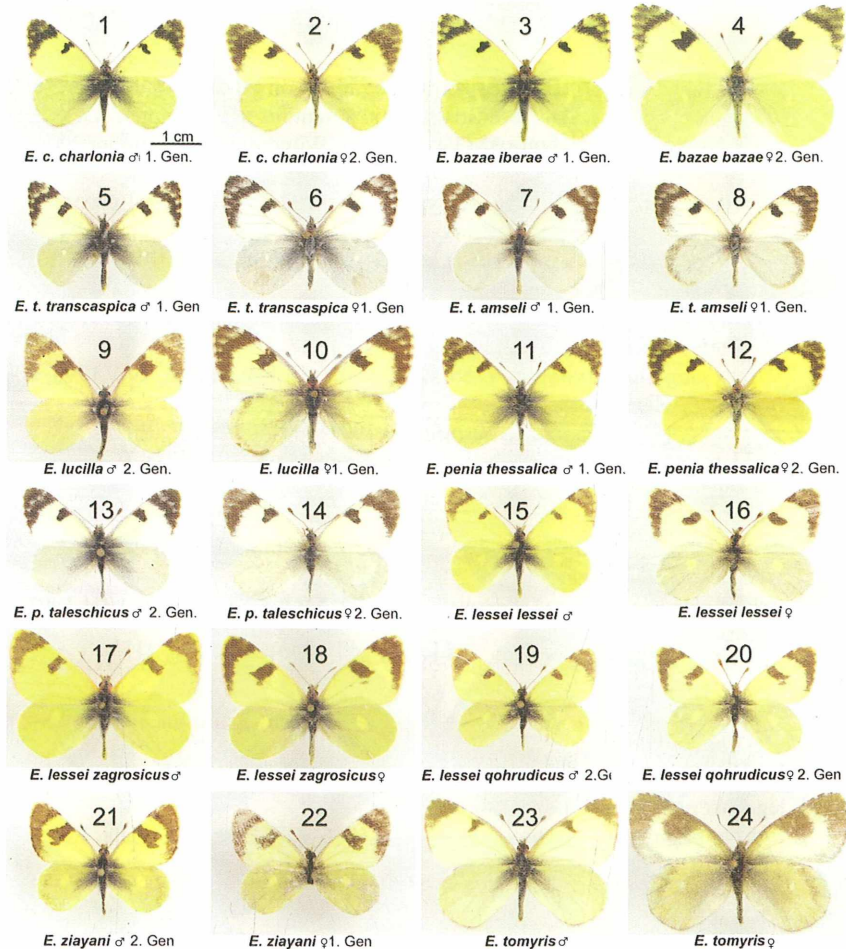 1 2 3 4
1 cm
E. c. charlonia ♂ 1. Gen. E. c. charlonia ♀2. Gen. E. bazae iberae ♂ 1. Gen. E. bazae bazae♀2. Gen.
5 6 7 8
E. t. transcaspica ♂ 1. Gen E. t. transcaspica ♀1. Gen E. t. amseli ♂ 1. Gen. E. t. amseli ♀1. Gen.
9 10 11 12
E. lucilla ♂ 2. Gen. E. lucilla ♀1. Gen. E. penia thessalica ♂ 1. Gen. E. penia thessalica♀2. Gen.
13 14 15 16
E. p. taleschicus ♂ 2. Gen. E. p. taleschicus♀2. Gen. E. lessei lessei ♂ E. lessei lessei♀
17 18 19 20
E. lessei zagrosicus♂ E. lessei zagrosicus♀ E. lessei qohrudicus ♂ 2.Ge E. lessei qohrudicus♀ 2. Gen
21 22 23 24
E. ziayani ♂ 2. Gen E. ziayani ♀1. Gen E. tomyris♂ E. tomyris♀